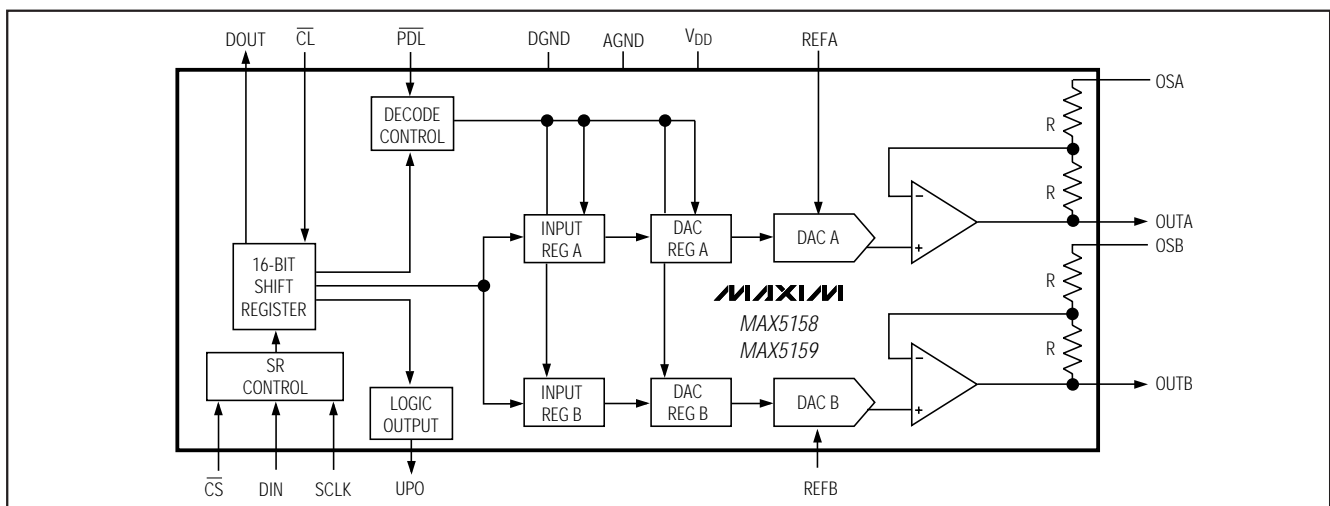 DOUT
CL
PDL
DGND
AGND
VDD
REFA
OSA
DECODE
CONTROL
R
R
16-BIT
SHIFT
REGISTER
INPUT
REG A
DAC
REG A
DAC A
−
+
OUTA
OSB
MAXIM
MAX5158
MAX5159
R
R
SR
CONTROL
LOGIC
OUTPUT
INPUT
REG B
DAC
REG B
DAC B
−
+
OUTB
CS
DIN
SCLK
UPO
REFB